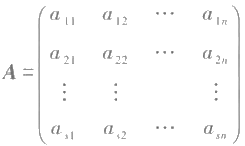 A = ( a₁₁ a₁₂ ⋯ a₁ₙ
a₂₁ a₂₂ ⋯ a₂ₙ
⋮ ⋮ ⋮
aₛ₁ aₛ₂ ⋯ aₛₙ )